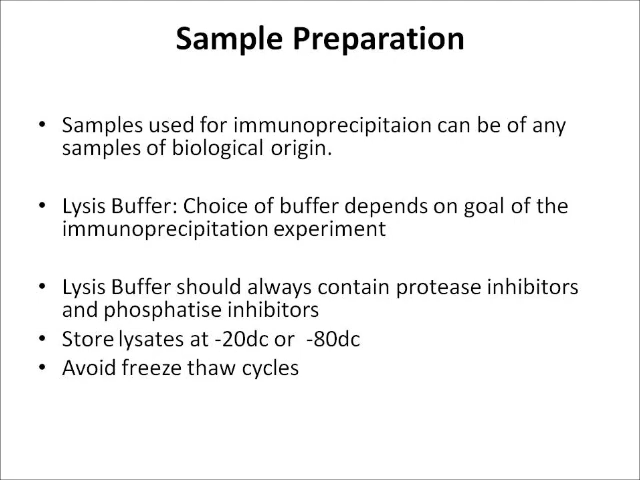 Sample Preparation
• Samples used for immunoprecipitaion can be of any
samples of biological origin.
• Lysis Buffer: Choice of buffer depends on goal of the
immunoprecipitation experiment
• Lysis Buffer should always contain protease inhibitors
and phosphatise inhibitors
• Store lysates at -20dc or -80dc
• Avoid freeze thaw cycles